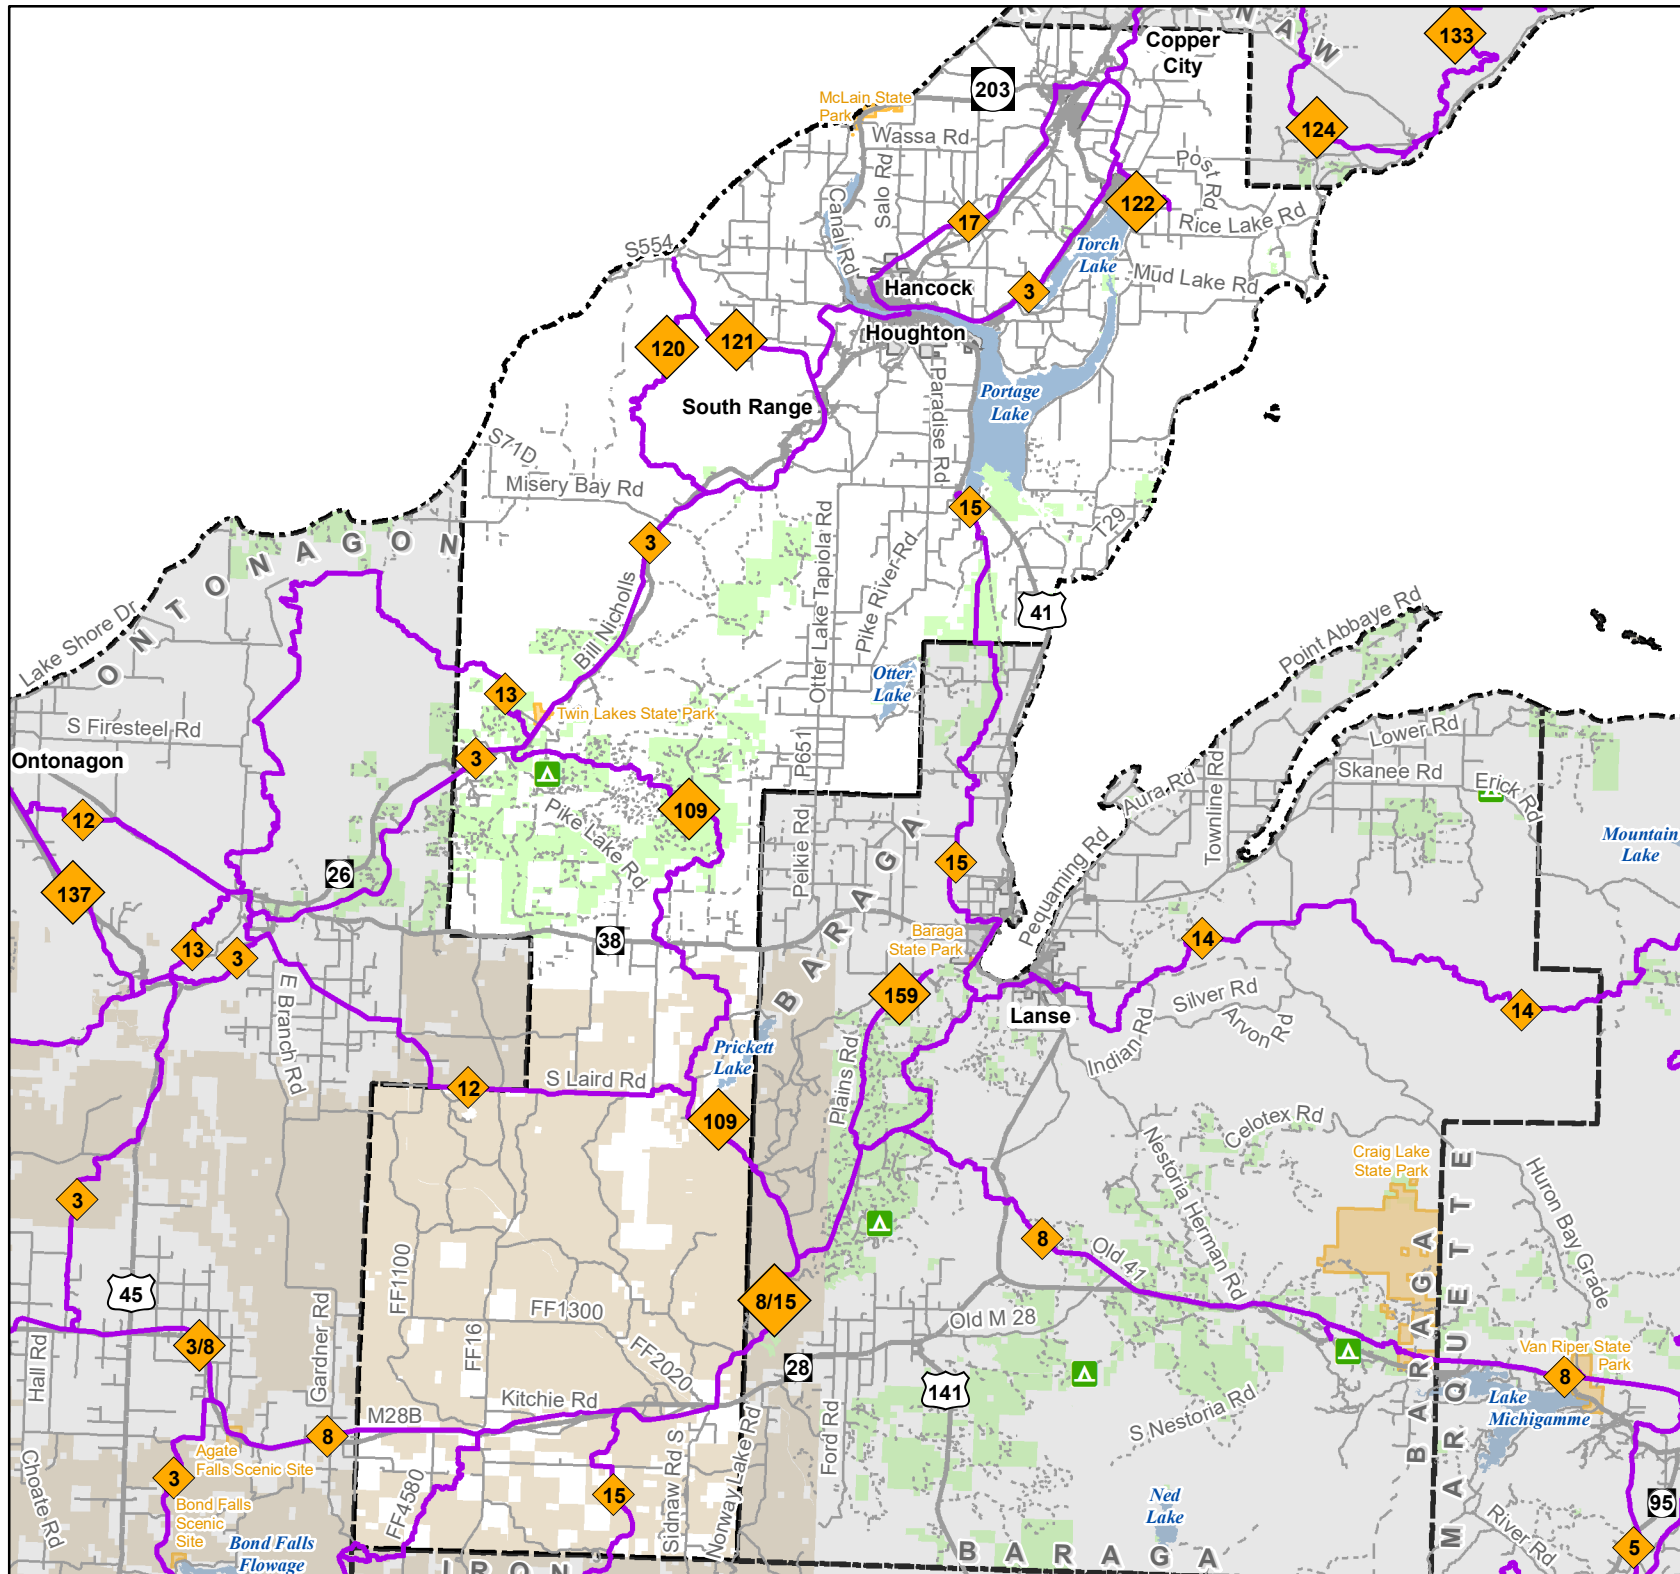 K E W E E N A W
Copper
City
133
203
124
McLain State
Park
Wassa Rd
Salo Rd
Post Rd
Canal Rd
17
122
Rice Lake Rd
S554
Torch
Lake
Mud Lake Rd
Hancock
3
120
121
Houghton
Paradise Rd
Portage
Lake
South Range
S71D
Misery Bay Rd
15
T29
3
Otter Lake Tapiola Rd
Pike River Rd
O N T O N A G O N
Lake Shore Dr
Bill Nicholls
41
Point Abbaye Rd
Otter
Lake
13
Twin Lakes State Park
S Firesteel Rd
Ontonagon
3
P651
Lower Rd
Skanee Rd
Erick Rd
Townline Rd
Aura Rd
12
109
Pike Lake Rd
Pelkie Rd
Mountain
Lake
137
26
15
Pequaming Rd
B A R A G A
Baraga
State Park
38
14
13
3
E Branch Rd
159
Silver Rd
Arvon Rd
14
Lanse
Indian Rd
Prickett
Lake
S Laird Rd
12
Plains Rd
109
Celotex Rd
Nestoria Herman Rd
Craig Lake
State Park
Huron Bay Grade
3
8
Old 41
FF1100
45
8/15
FF1300
FF16
FF2020
Old M 28
Gardner Rd
Hall Rd
3/8
28
Van Riper State
Park
8
141
Kitchie Rd
M28B
8
Lake
Michigamme
S Nestoria Rd
Ford Rd
Norway Lake Rd
Sidnaw Rd S
Agate
Falls Scenic Site
3
Choate Rd
FF4580
15
Bond Falls
Scenic
Site
Ned
Lake
95
Bond Falls
Flowage
River Rd
5
B A R A G A
M A R Q U E T T E
B A R A G A
I R O N